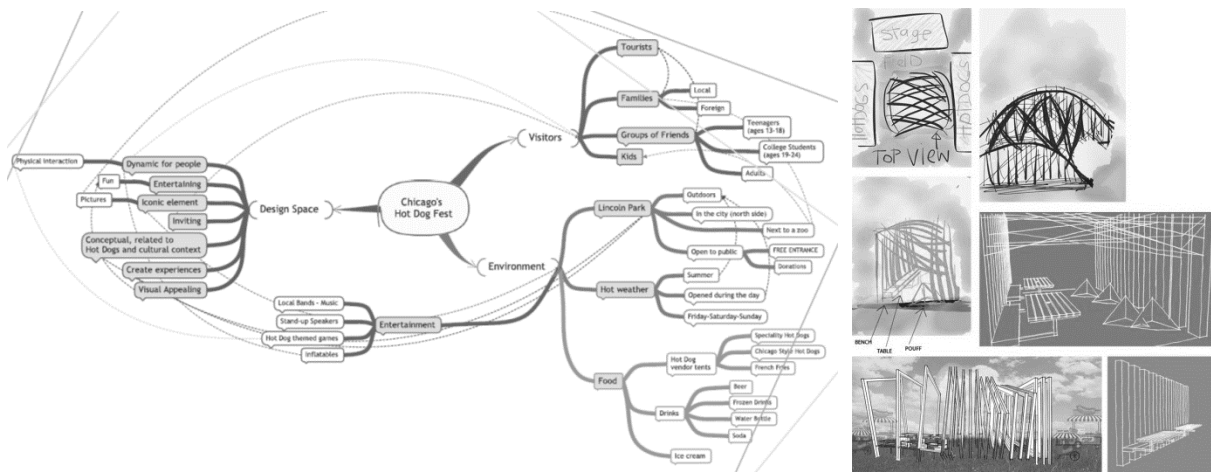 Chicago's
Hot Dog Fest
Visitors
Tourists
Families
Local
Foreign
Groups of Friends
Teenagers
(ages 13-18)
College Students
(ages 19-24)
Adults
Kids
Design Space
Physical Interaction
Dynamic for people
Fun
Entertaining
Pictures
Iconic element
Inviting
Conceptual, related to
Hot Dogs and cultural context
Create experiences
Visual Appealing
Environment
Lincoln Park
Outdoors
In the city (north side)
Next to a zoo
Open to public
FREE ENTRANCE
Donations
Hot weather
Summer
Opened during the day
Friday-Saturday-Sunday
Entertainment
Local Bands - Music
Stand-up Speakers
Hot Dog themed games
Inflatables
Food
Hot Dog
vendor tents
Speciality Hot Dogs
Chicago Style Hot Dogs
French Fries
Drinks
Beer
Frozen Drinks
Water Bottle
Soda
Ice cream
Stage
FIELD
HOTDOGS
HOTDOGS
TOP VIEW
BENCH
TABLE
POUFF